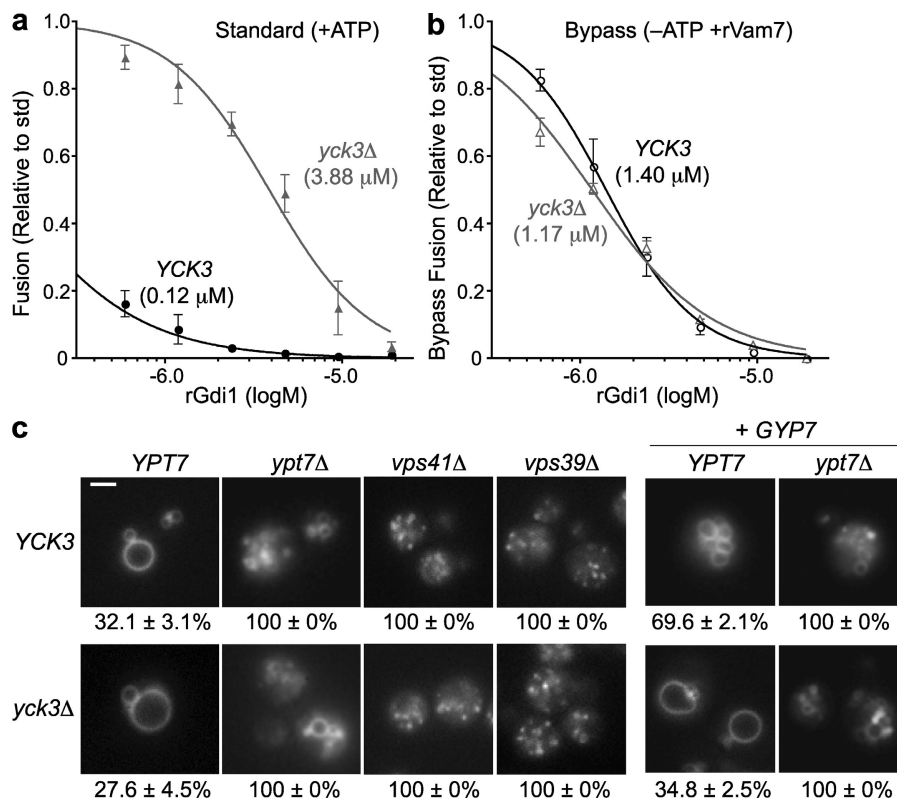 a
Standard (+ATP)
Fusion (Relative to std)
1.0
0.8
0.6
0.4
0.2
0
yck3Δ
(3.88 μM)
YCK3
(0.12 μM)
-6.0
-5.0
rGdi1 (logM)
b
Bypass (–ATP +rVam7)
Bypass Fusion (Relative to std)
1.0
0.8
0.6
0.4
0.2
0
YCK3
(1.40 μM)
yck3Δ
(1.17 μM)
-6.0
-5.0
rGdi1 (logM)
c
+ GYP7
YPT7 ypt7Δ vps41Δ vps39Δ YPT7 ypt7Δ
YCK3
32.1 ± 3.1% 100 ± 0% 100 ± 0% 100 ± 0% 69.6 ± 2.1% 100 ± 0%
yck3Δ
27.6 ± 4.5% 100 ± 0% 100 ± 0% 100 ± 0% 34.8 ± 2.5% 100 ± 0%